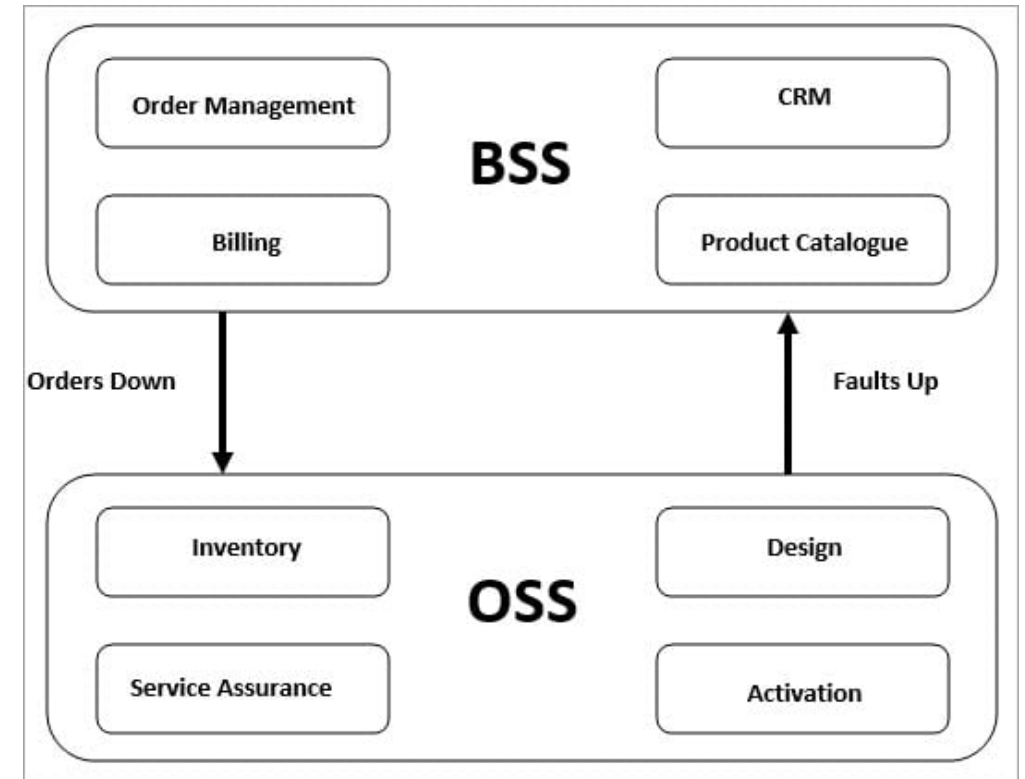 Order Management
CRM
BSS
Billing
Product Catalogue
Orders Down
Faults Up
Inventory
Design
OSS
Service Assurance
Activation